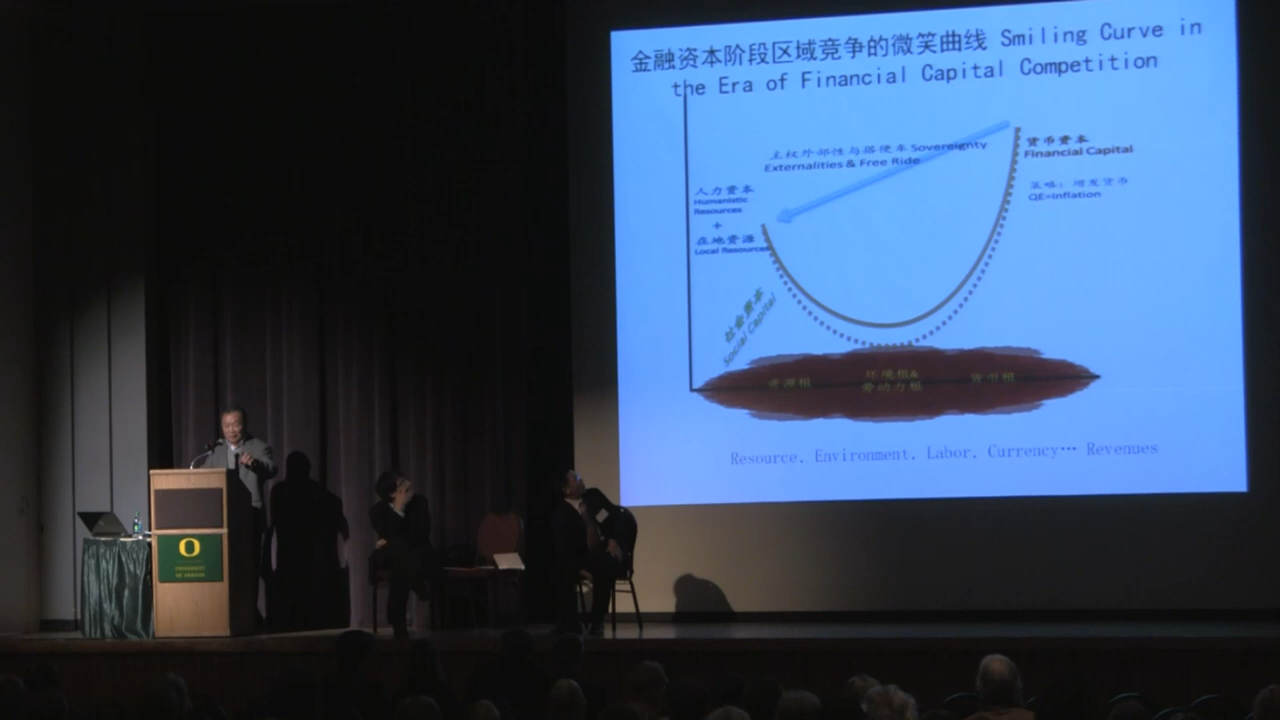 金融资本阶段区域竞争的微笑曲线 Smiling Curve in
the Era of Financial Capital Competition
主权外部性与搭便车 Sovereignty
Externalities & Free Ride
货币资本
Financial Capital
策略：增发货币
QE=Inflation
人力资本
Humanistic
Resources
+
在地资源
Local Resources
社会资本
Social Capital
资源租
环境租&
劳动力租
货币租
Resource, Environment, Labor, Currency… Revenues
O
UNIVERSITY
OF OREGON